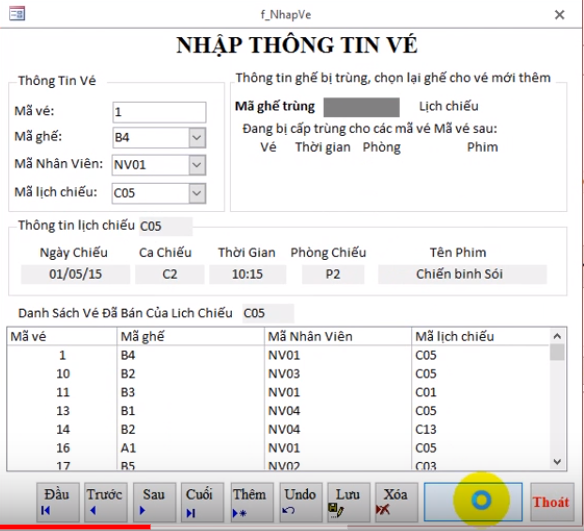 f_NhapVe
NHẬP THÔNG TIN VÉ
Thông Tin Vé
Mã vé: 1
Mã ghế: B4
Mã Nhân Viên: NV01
Mã lịch chiếu: C05
Thông tin ghế bị trùng, chọn lại ghế cho vé mới thêm
Mã ghế trùng Lịch chiếu
Đang bị cấp trùng cho các mã vé Mã vé sau:
Vé Thời gian Phòng Phim
Thông tin lịch chiếu C05
Ngày Chiếu Ca Chiếu Thời Gian Phòng Chiếu Tên Phim
01/05/15 C2 10:15 P2 Chiến binh Sói
Danh Sách Vé Đã Bán Của Lich Chiếu C05
Mã vé Mã ghế Mã Nhân Viên Mã lịch chiếu
1 B4 NV01 C05
10 B2 NV03 C05
11 B3 NV01 C01
13 B1 NV04 C05
14 B2 NV04 C13
16 A1 NV01 C05
17 B5 NV02 C03
Đầu Trước Sau Cuối Thêm Undo Lưu Xóa Thoát